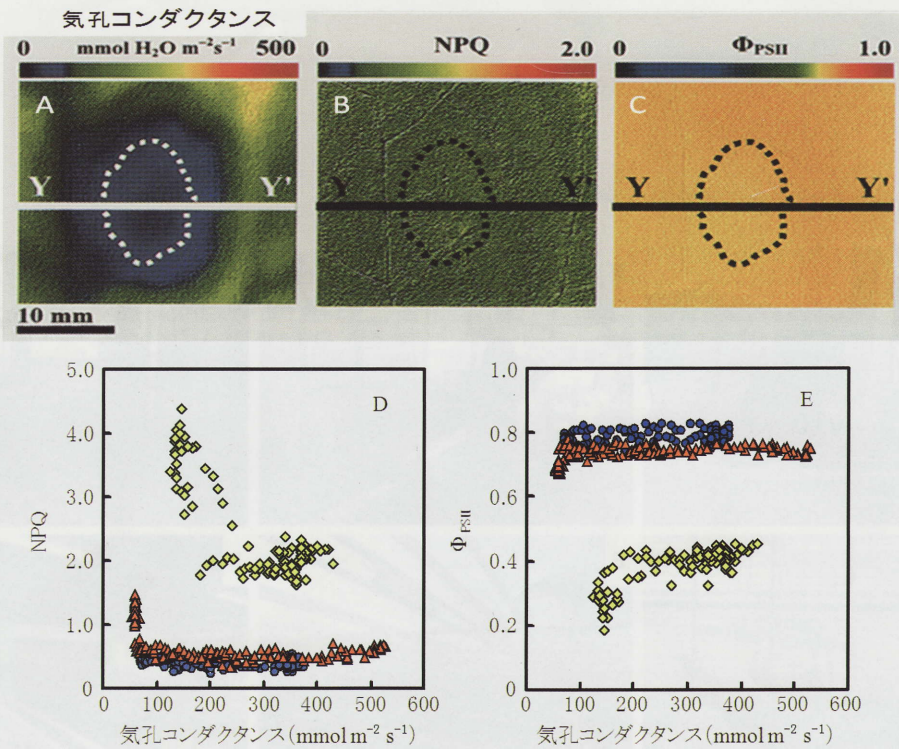 気孔コンダクタンス
0 mmol H₂O m⁻²s⁻¹ 500
0 NPQ 2.0
0 Φ_PSII 1.0
A
B
C
Y Y'
Y Y'
Y Y'
10 mm
5.0
4.0
3.0
2.0
1.0
0
NPQ
D
0 100 200 300 400 500 600
気孔コンダクタンス(mmol m⁻² s⁻¹)
1.0
0.8
0.6
0.4
0.2
0
Φ_PSII
E
0 100 200 300 400 500 600
気孔コンダクタンス(mmol m⁻² s⁻¹)